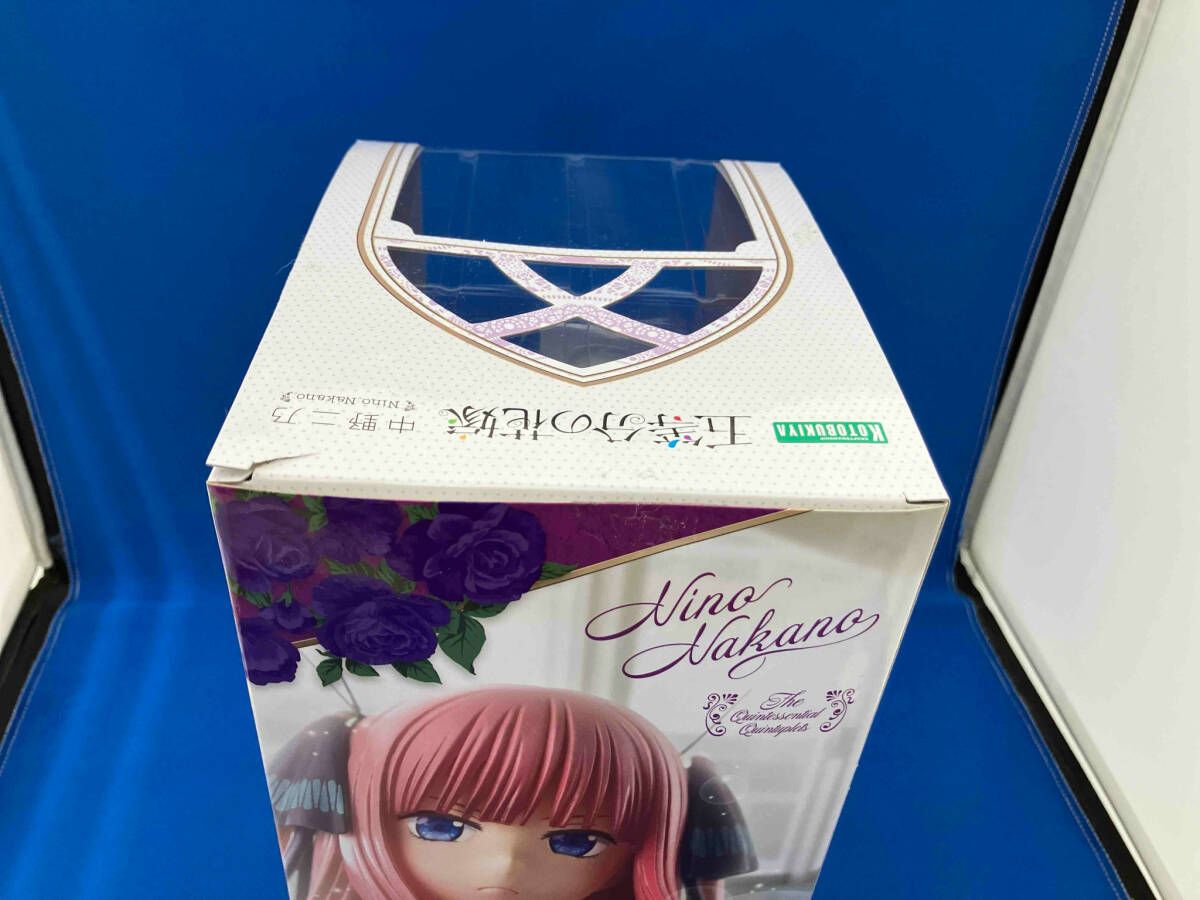 五等分の花嫁
中野二乃
Nino Nakano
KOTOBUKIYA
Nino
Nakano
The
Quintessential
Quintuplets